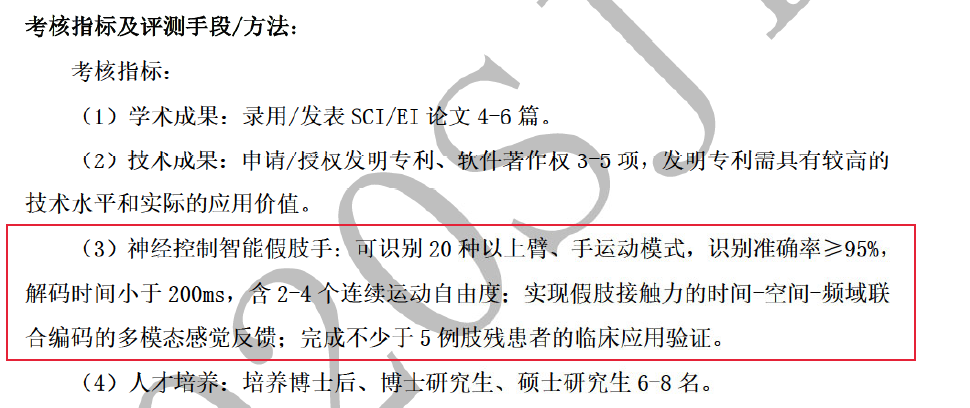 考核指标及评测手段/方法：
考核指标：
（1）学术成果：录用/发表 SCI/EI 论文 4-6 篇。
（2）技术成果：申请/授权发明专利、软件著作权 3-5 项，发明专利需具有较高的
技术水平和实际的应用价值。
（3）神经控制智能假肢手：可识别 20 种以上臂、手运动模式，识别准确率≥95%，
解码时间小于 200ms，含 2-4 个连续运动自由度；实现假肢接触力的时间-空间-频域联
合编码的多模态感觉反馈；完成不少于 5 例肢残患者的临床应用验证。
（4）人才培养：培养博士后、博士研究生、硕士研究生 6-8 名。